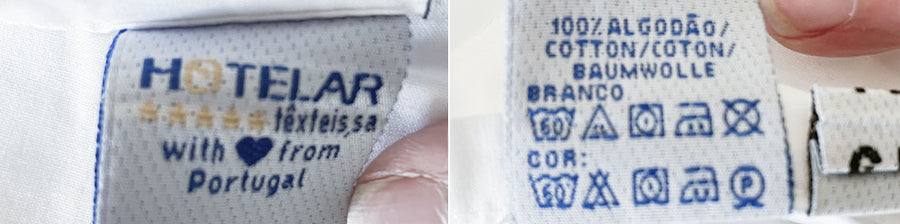 HOTELAR
têxteis,sa
with from
Portugal
100% ALGODÃO/
COTTON/COTON/
BAUMWOLLE
BRANCO
60
COR:
60
P